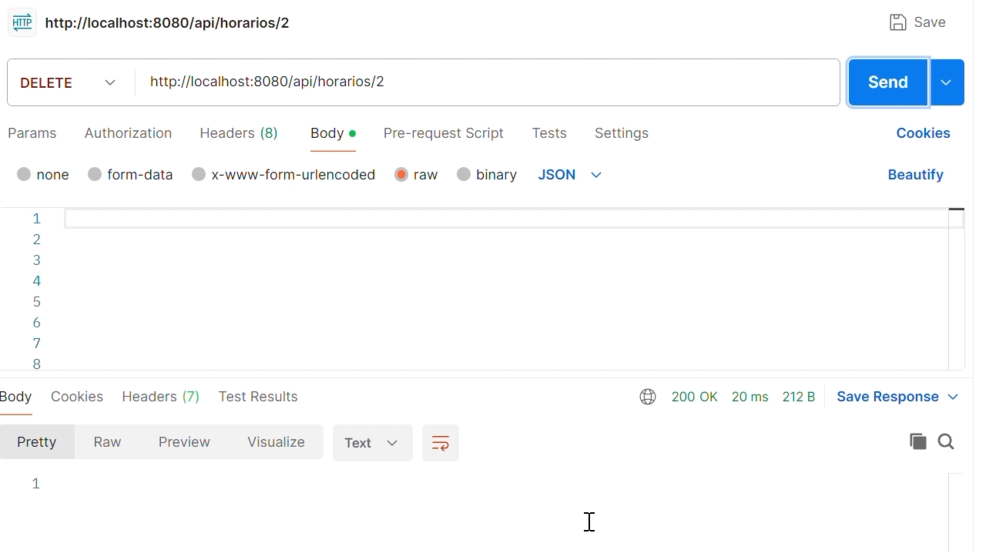 HTTP http://localhost:8080/api/horarios/2 Save
DELETE http://localhost:8080/api/horarios/2 Send
Params Authorization Headers (8) Body Pre-request Script Tests Settings Cookies
none form-data x-www-form-urlencoded raw binary JSON Beautify
1
2
3
4
5
6
7
8
Body Cookies Headers (7) Test Results 200 OK 20 ms 212 B Save Response
Pretty Raw Preview Visualize Text
1